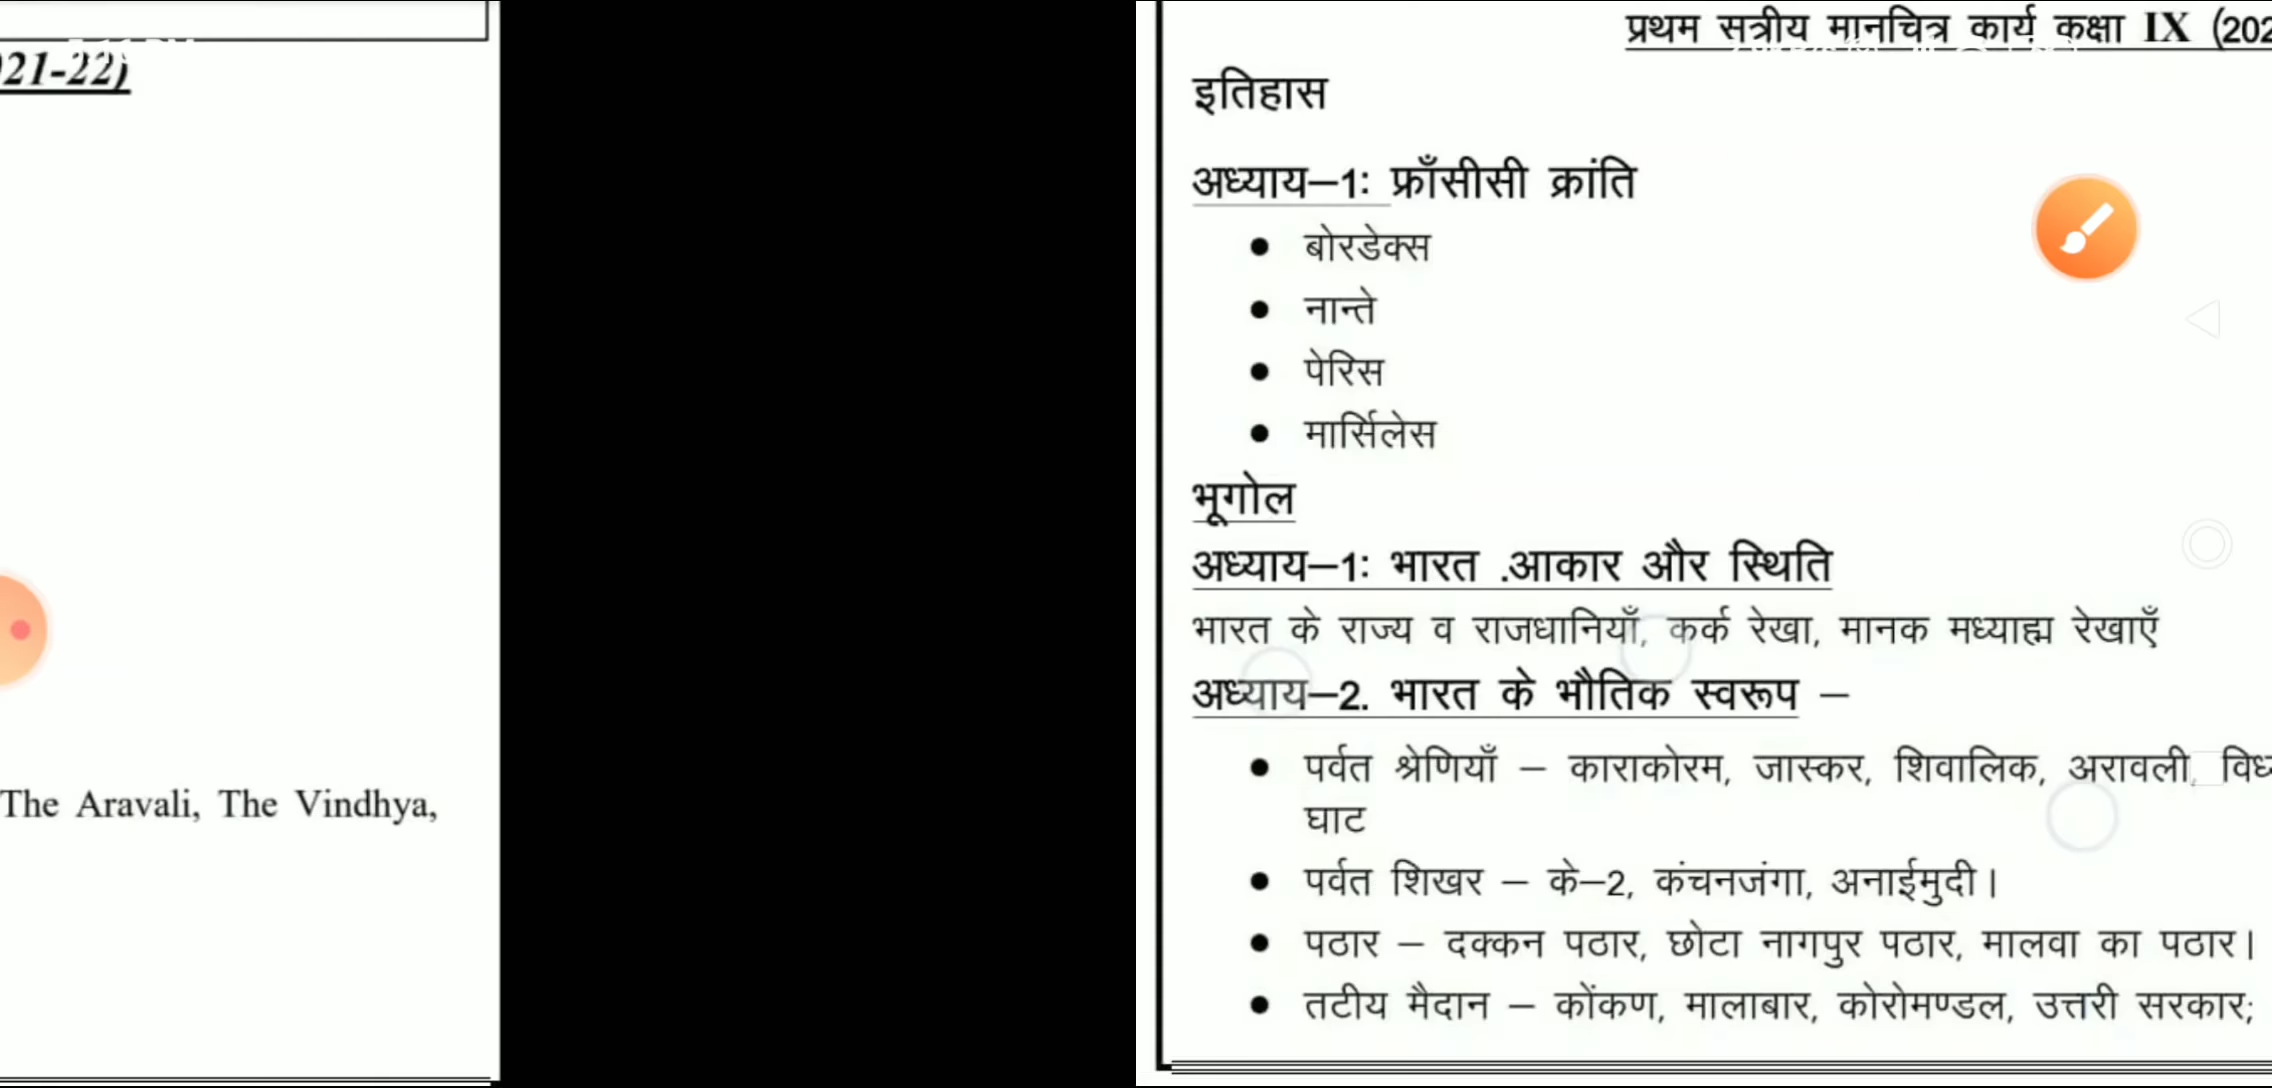 21-22)
The Aravali, The Vindhya,
प्रथम सत्रीय मानचित्र कार्य कक्षा IX (202
इतिहास
अध्याय–1: फ्राँसीसी क्रांति
• बोरडेक्स
• नान्ते
• पेरिस
• मार्सिलेस
भूगोल
अध्याय–1: भारत .आकार और स्थिति
भारत के राज्य व राजधानियाँ, कर्क रेखा, मानक मध्याह्म रेखाएँ
अध्याय–2. भारत के भौतिक स्वरूप –
• पर्वत श्रेणियाँ – काराकोरम, जास्कर, शिवालिक, अरावली,
घाट
• पर्वत शिखर – के–2, कंचनजंगा, अनाईमुदी।
• पठार – दक्कन पठार, छोटा नागपुर पठार, मालवा का पठार।
• तटीय मैदान – कोंकण, मालाबार, कोरोमण्डल, उत्तरी सरकार;